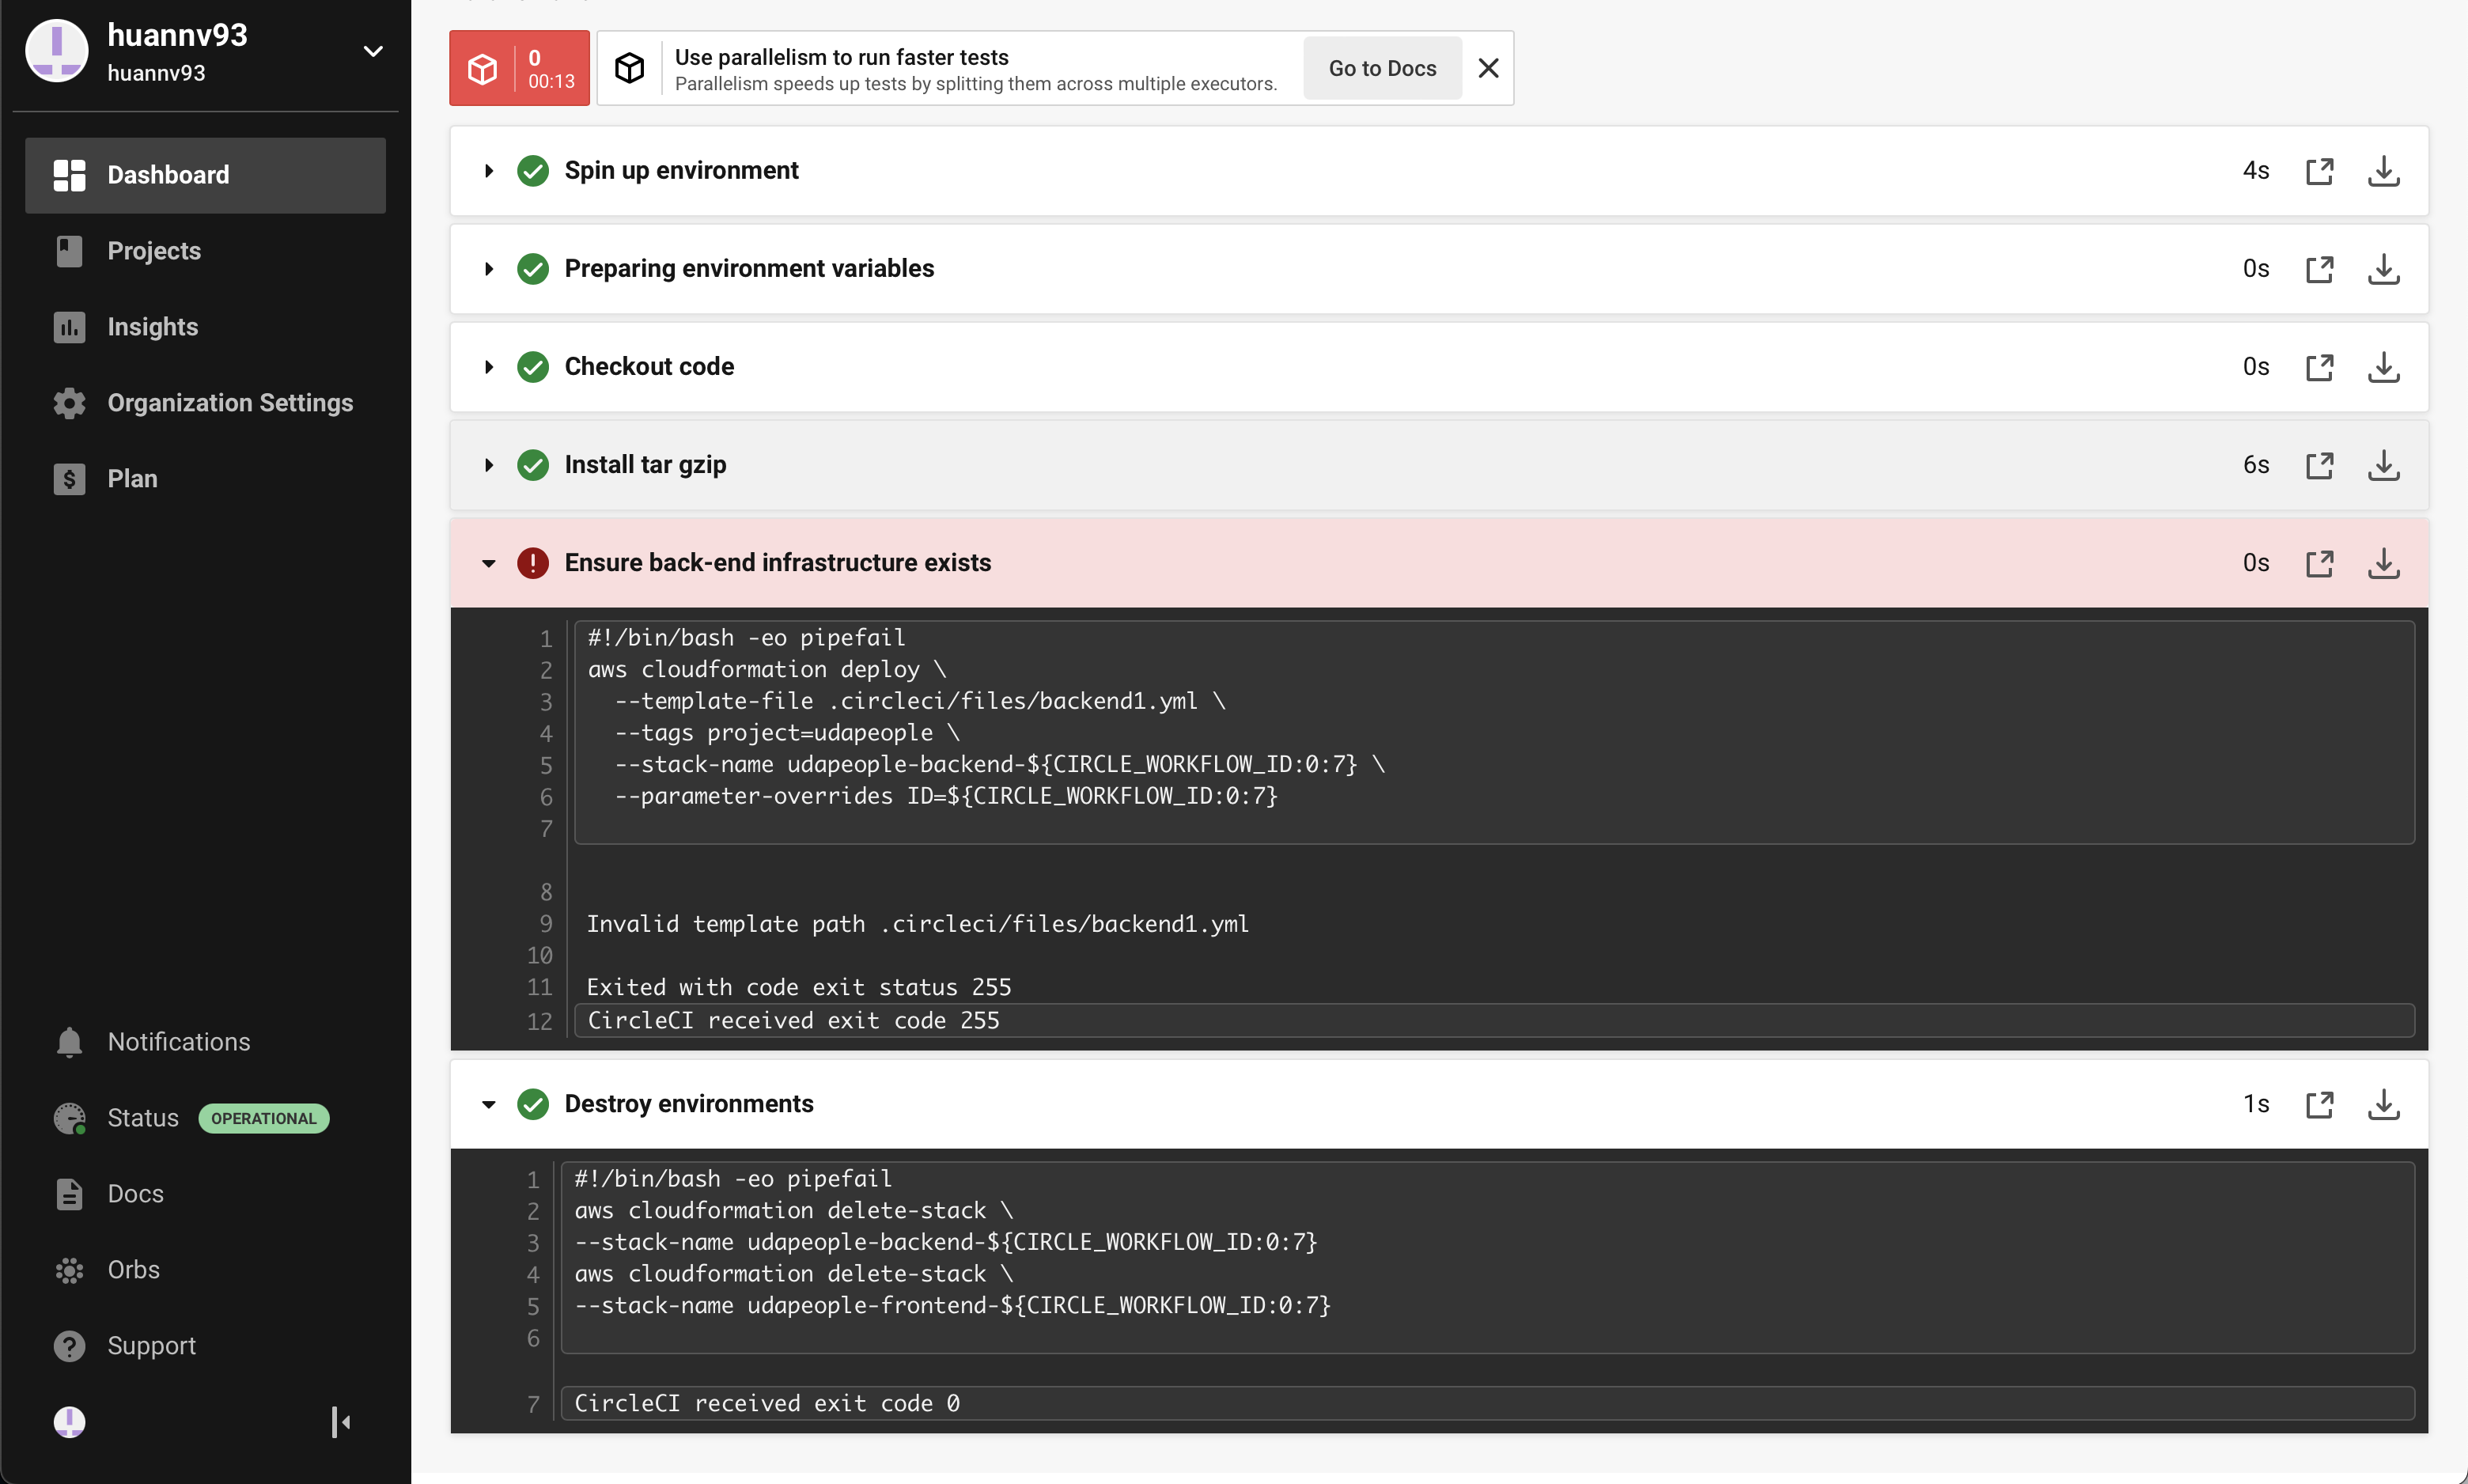 huannv93
huannv93
Dashboard
Projects
Insights
Organization Settings
Plan
Notifications
Status OPERATIONAL
Docs
Orbs
Support
0
00:13
Use parallelism to run faster tests
Parallelism speeds up tests by splitting them across multiple executors.
Go to Docs
Spin up environment 4s
Preparing environment variables 0s
Checkout code 0s
Install tar gzip 6s
Ensure back-end infrastructure exists 0s
1 #!/bin/bash -eo pipefail
2 aws cloudformation deploy \
3   --template-file .circleci/files/backend1.yml \
4   --tags project=udapeople \
5   --stack-name udapeople-backend-${CIRCLE_WORKFLOW_ID:0:7} \
6   --parameter-overrides ID=${CIRCLE_WORKFLOW_ID:0:7}
7
8
9 Invalid template path .circleci/files/backend1.yml
10
11 Exited with code exit status 255
12 CircleCI received exit code 255
Destroy environments 1s
1 #!/bin/bash -eo pipefail
2 aws cloudformation delete-stack \
3 --stack-name udapeople-backend-${CIRCLE_WORKFLOW_ID:0:7}
4 aws cloudformation delete-stack \
5 --stack-name udapeople-frontend-${CIRCLE_WORKFLOW_ID:0:7}
6
7 CircleCI received exit code 0